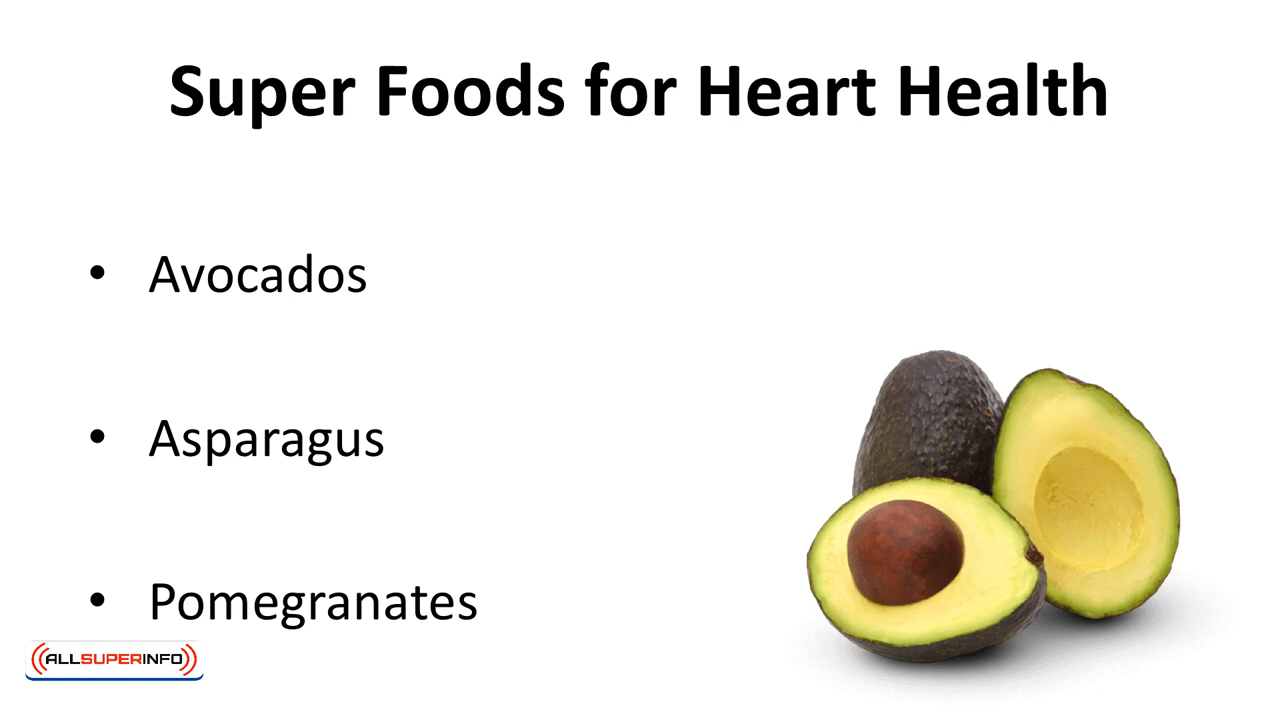 Super Foods for Heart Health
• Avocados
• Asparagus
• Pomegranates
ALLSUPERINFO